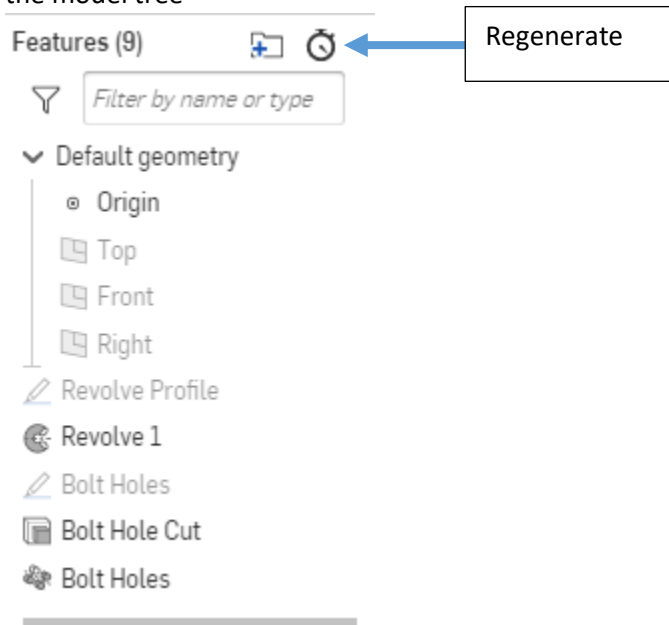 the model tree
Features (9)
Regenerate
Filter by name or type
Default geometry
Origin
Top
Front
Right
Revolve Profile
Revolve 1
Bolt Holes
Bolt Hole Cut
Bolt Holes